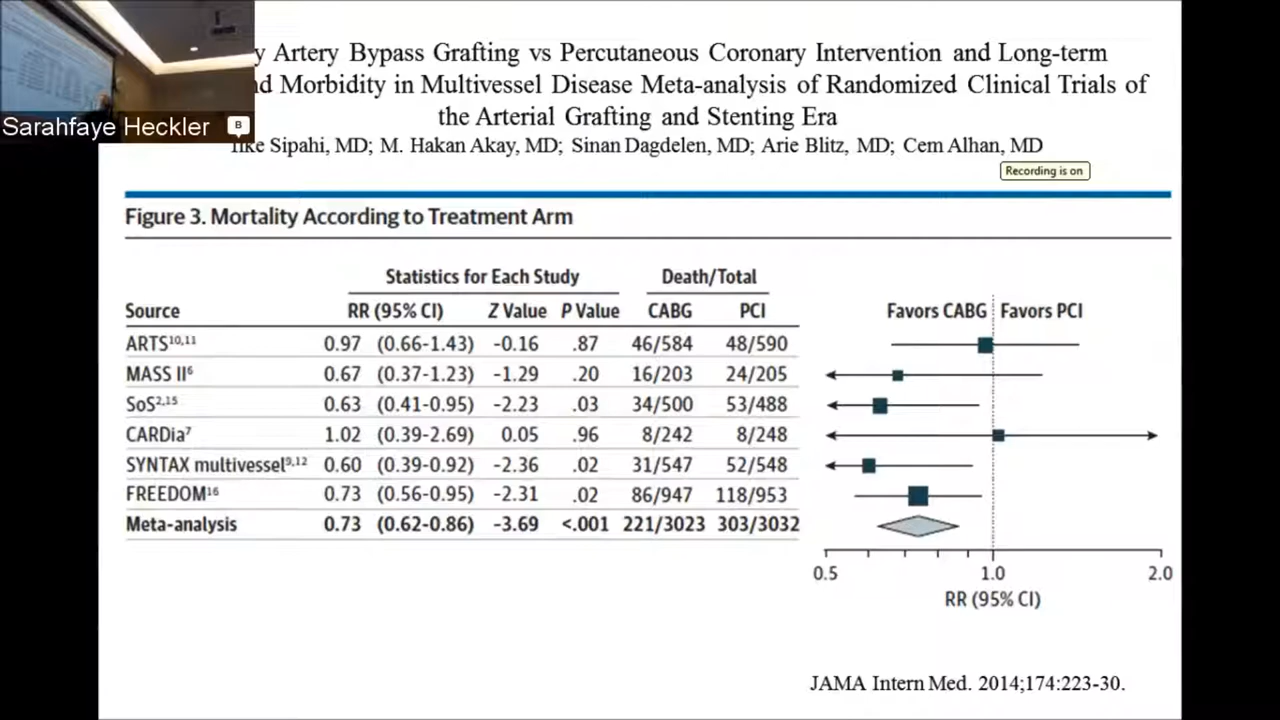 y Artery Bypass Grafting vs Percutaneous Coronary Intervention and Long-term
nd Morbidity in Multivessel Disease Meta-analysis of Randomized Clinical Trials of
the Arterial Grafting and Stenting Era
Sarahfaye Heckler B
Sipahi, MD; M. Hakan Akay, MD; Sinan Dagdelen, MD; Arie Blitz, MD; Cem Alhan, MD
Recording is on
Figure 3. Mortality According to Treatment Arm
Statistics for Each Study Death/Total
Source RR (95% CI) Z Value P Value CABG PCI Favors CABG Favors PCI
ARTS10,11 0.97 (0.66-1.43) -0.16 .87 46/584 48/590
MASS II6 0.67 (0.37-1.23) -1.29 .20 16/203 24/205
SoS2,15 0.63 (0.41-0.95) -2.23 .03 34/500 53/488
CARDia7 1.02 (0.39-2.69) 0.05 .96 8/242 8/248
SYNTAX multivessel9,12 0.60 (0.39-0.92) -2.36 .02 31/547 52/548
FREEDOM16 0.73 (0.56-0.95) -2.31 .02 86/947 118/953
Meta-analysis 0.73 (0.62-0.86) -3.69 <.001 221/3023 303/3032
0.5 1.0 2.0
RR (95% CI)
JAMA Intern Med. 2014;174:223-30.